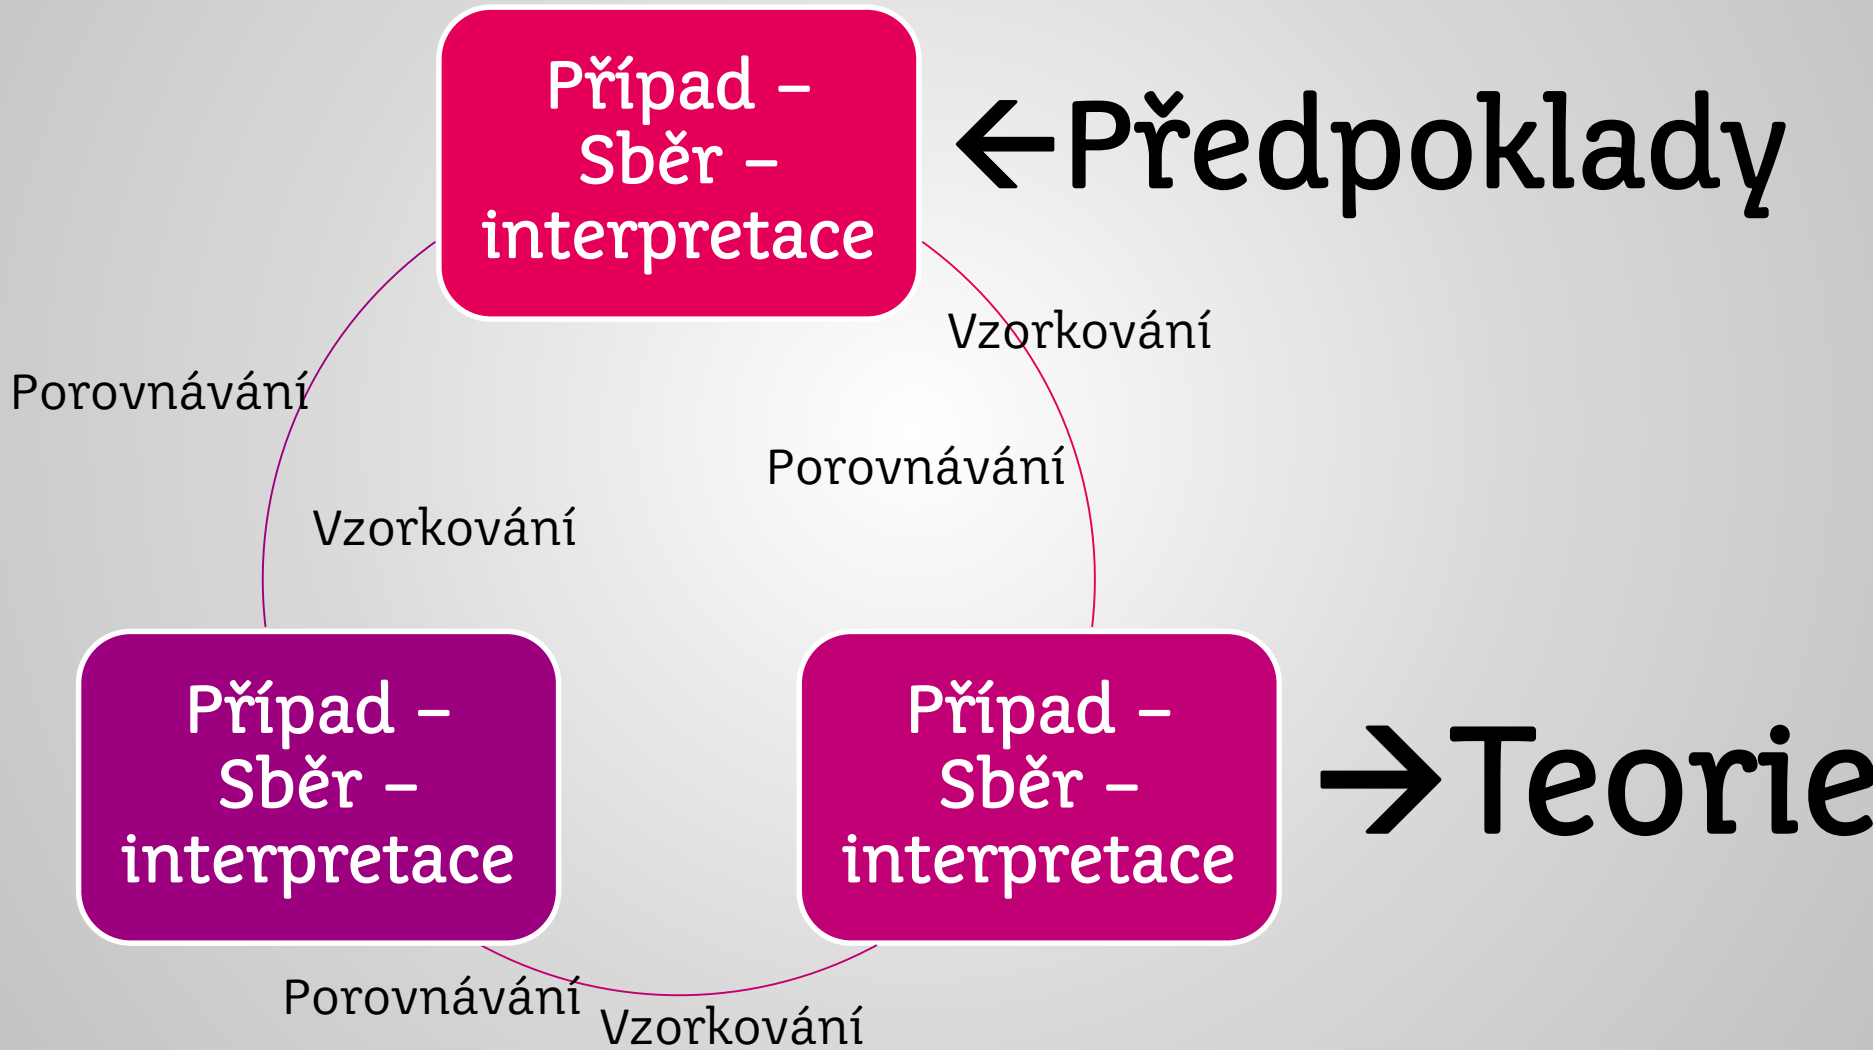 Případ –
Sběr –
interpretace
←Předpoklady
Vzorkování
Porovnávání
Porovnávání
Vzorkování
Případ –
Sběr –
interpretace
Případ –
Sběr –
interpretace
→Teorie
Porovnávání
Vzorkování